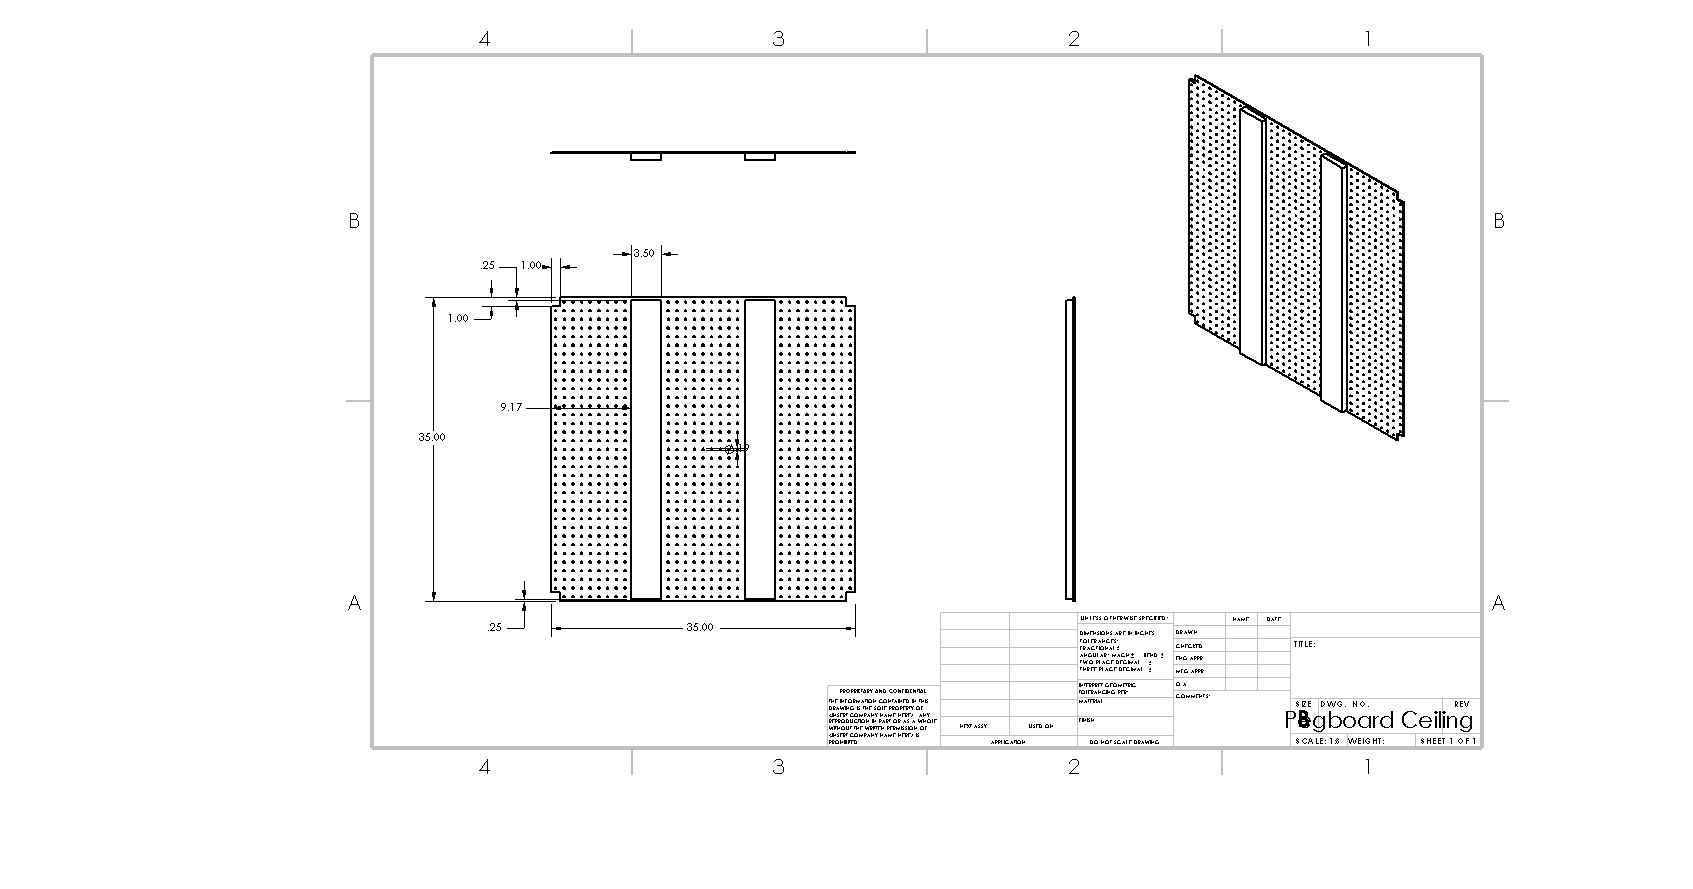 4 3 2 1
B B
3.50
.25 1.00
1.00
9.17
35.00
A A
.25 35.00
UNLESS OTHERWISE SPECIFIED:
DIMENSIONS ARE IN INCHES
TOLERANCES:
FRACTIONAL ±
ANGULAR: MACH ± BEND ±
TWO PLACE DECIMAL ±
THREE PLACE DECIMAL ±
INTERPRET GEOMETRIC
TOLERANCING PER:
MATERIAL
FINISH
DO NOT SCALE DRAWING
NAME DATE
DRAWN
CHECKED
ENG APPR.
MFG APPR.
Q.A.
COMMENTS:
TITLE:
PROPRIETARY AND CONFIDENTIAL
THE INFORMATION CONTAINED IN THIS
DRAWING IS THE SOLE PROPERTY OF
<INSERT COMPANY NAME HERE>. ANY
REPRODUCTION IN PART OR AS A WHOLE
WITHOUT THE WRITTEN PERMISSION OF
<INSERT COMPANY NAME HERE> IS
PROHIBITED.
NEXT ASSY USED ON
APPLICATION
SIZE DWG. NO. REV
B
Pegboard Ceiling
SCALE: 1:8 WEIGHT: SHEET 1 OF 1
4 3 2 1